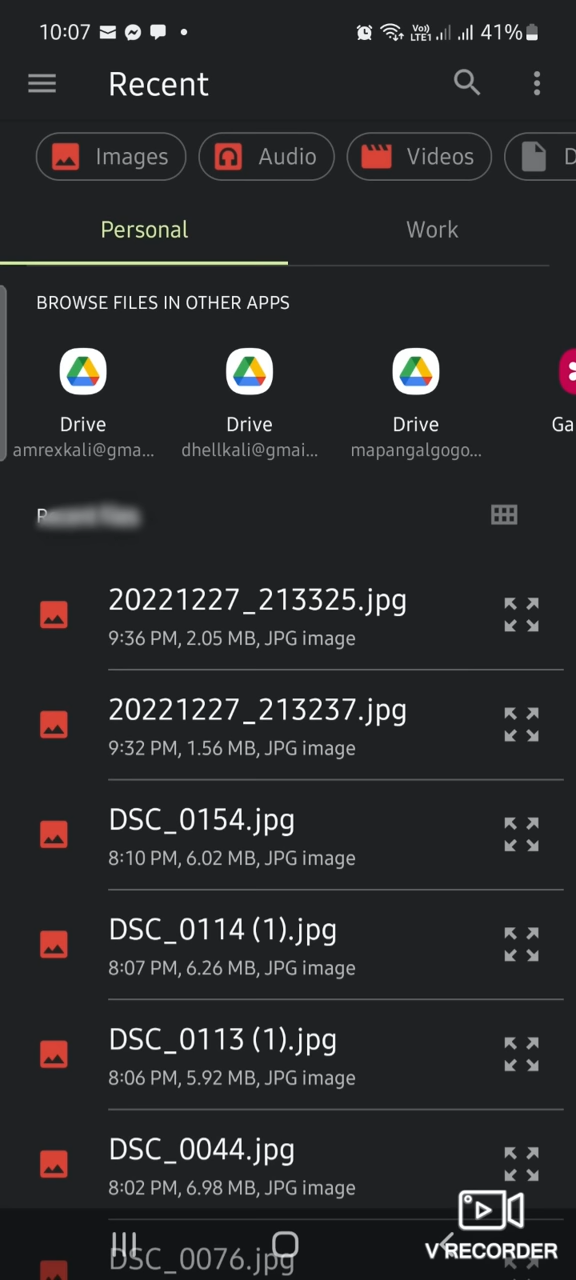 10:07
Vo))
LTE1
41%
Recent
Images
Audio
Videos
D
Personal
Work
BROWSE FILES IN OTHER APPS
Drive
Drive
Drive
Ga
amrexkali@gma...
dhellkali@gmai...
mapangalgogo...
20221227_213325.jpg
9:36 PM, 2.05 MB, JPG image
20221227_213237.jpg
9:32 PM, 1.56 MB, JPG image
DSC_0154.jpg
8:10 PM, 6.02 MB, JPG image
DSC_0114 (1).jpg
8:07 PM, 6.26 MB, JPG image
DSC_0113 (1).jpg
8:06 PM, 5.92 MB, JPG image
DSC_0044.jpg
8:02 PM, 6.98 MB, JPG image
V RECORDER
DSC_0076.jpg